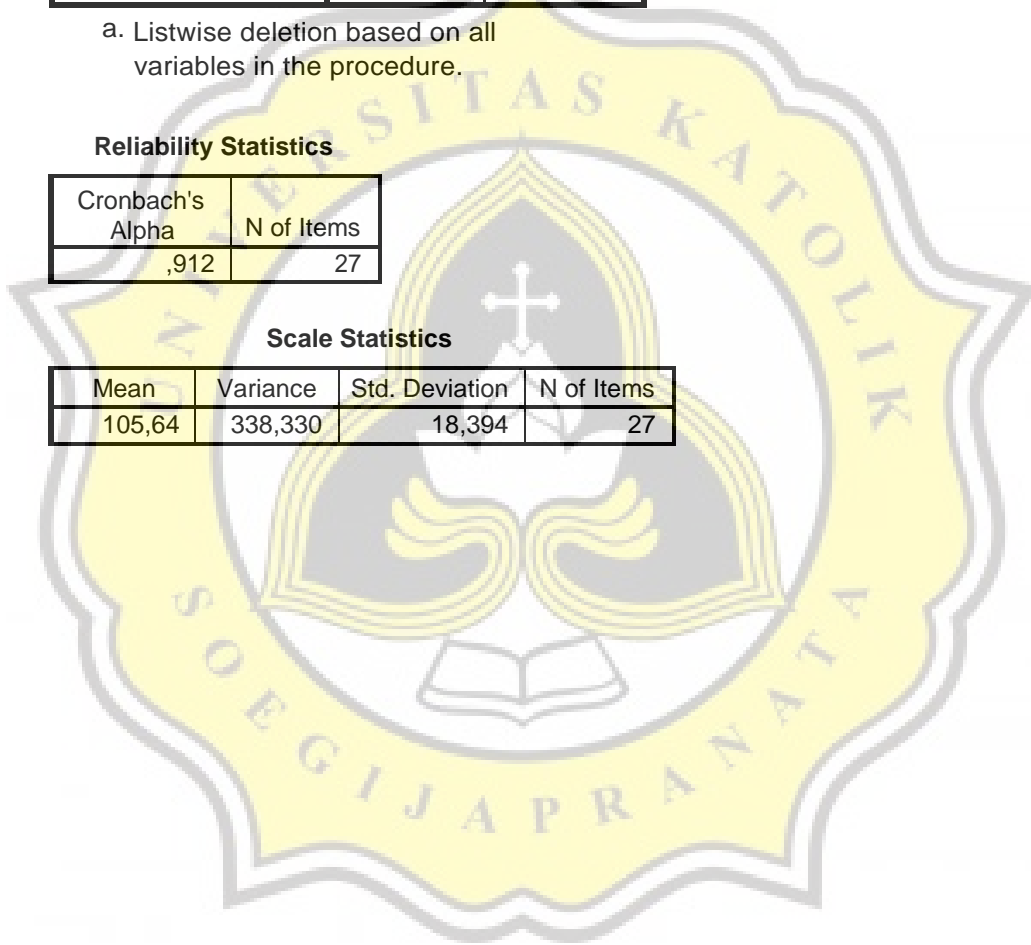 a. Listwise deletion based on all
variables in the procedure.
Reliability Statistics
Cronbach's Alpha N of Items
,912 27
Scale Statistics
Mean Variance Std. Deviation N of Items
105,64 338,330 18,394 27
UNIVERSITAS KATOLIK
SOEGIJAPRANATA